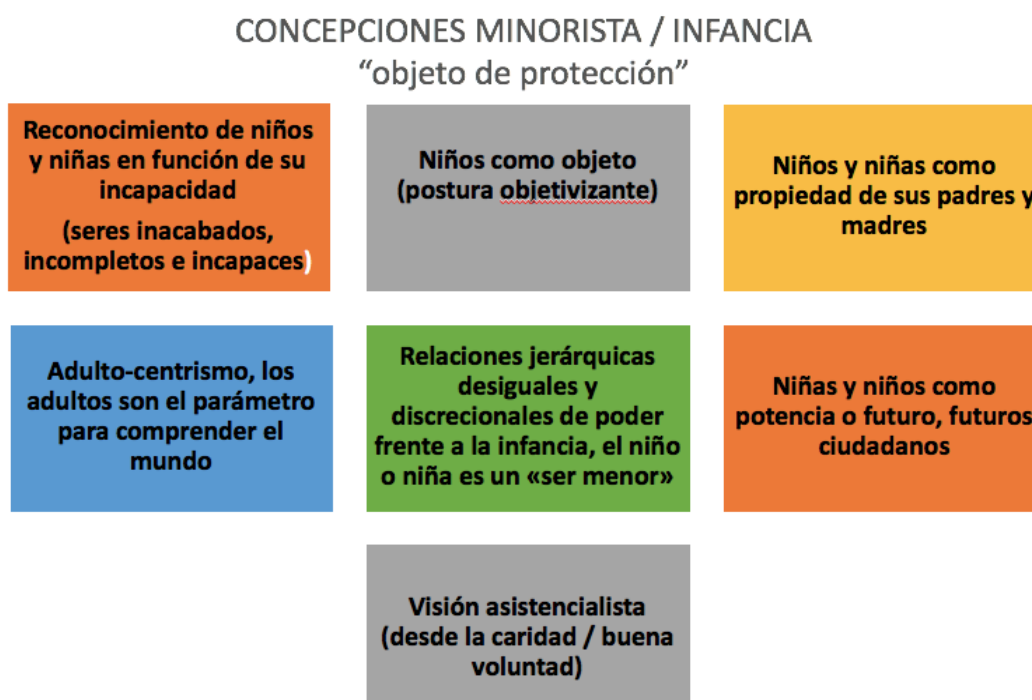 CONCEPCIONES MINORISTA / INFANCIA
“objeto de protección”
Reconocimiento de niños
y niñas en función de su
incapacidad
(seres inacabados,
incompletos e incapaces)
Niños como objeto
(postura objetivizante)
Niños y niñas como
propiedad de sus padres y
madres
Adulto-centrismo, los
adultos son el parámetro
para comprender el
mundo
Relaciones jerárquicas
desiguales y
discrecionales de poder
frente a la infancia, el niño
o niña es un «ser menor»
Niñas y niños como
potencia o futuro, futuros
ciudadanos
Visión asistencialista
(desde la caridad / buena
voluntad)